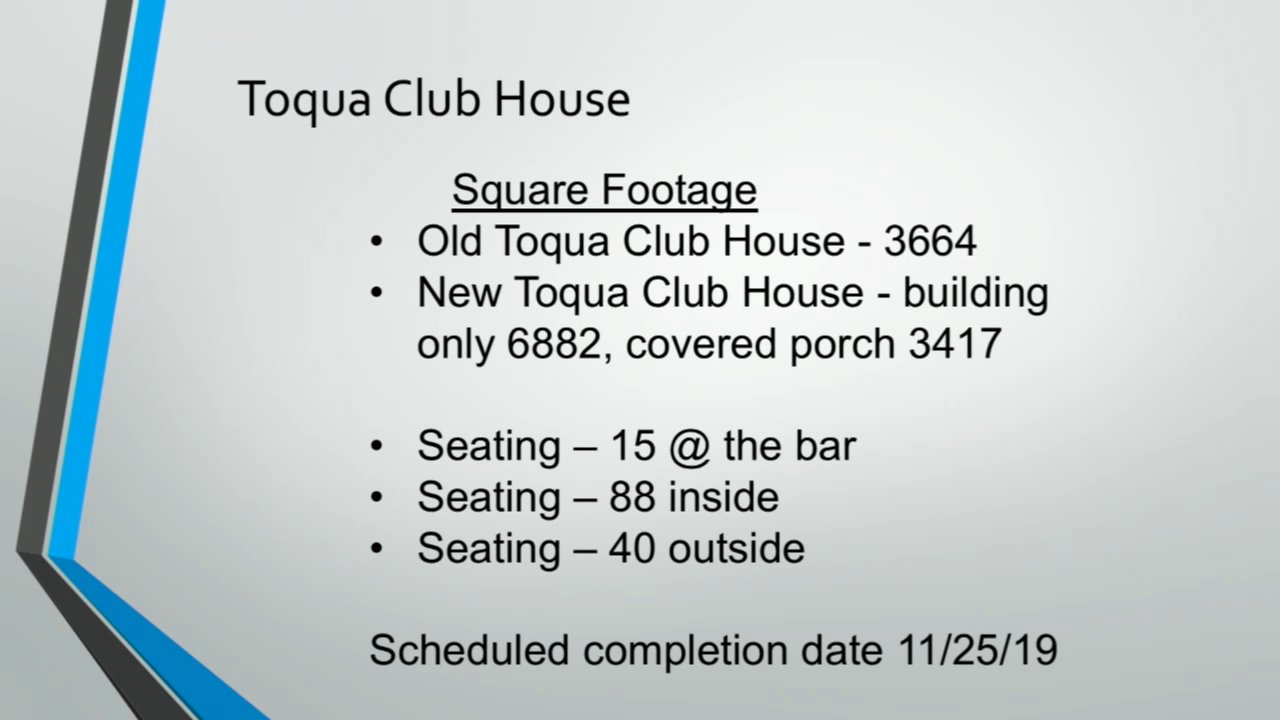 Toqua Club House
Square Footage
• Old Toqua Club House - 3664
• New Toqua Club House - building
only 6882, covered porch 3417
• Seating – 15 @ the bar
• Seating – 88 inside
• Seating – 40 outside
Scheduled completion date 11/25/19